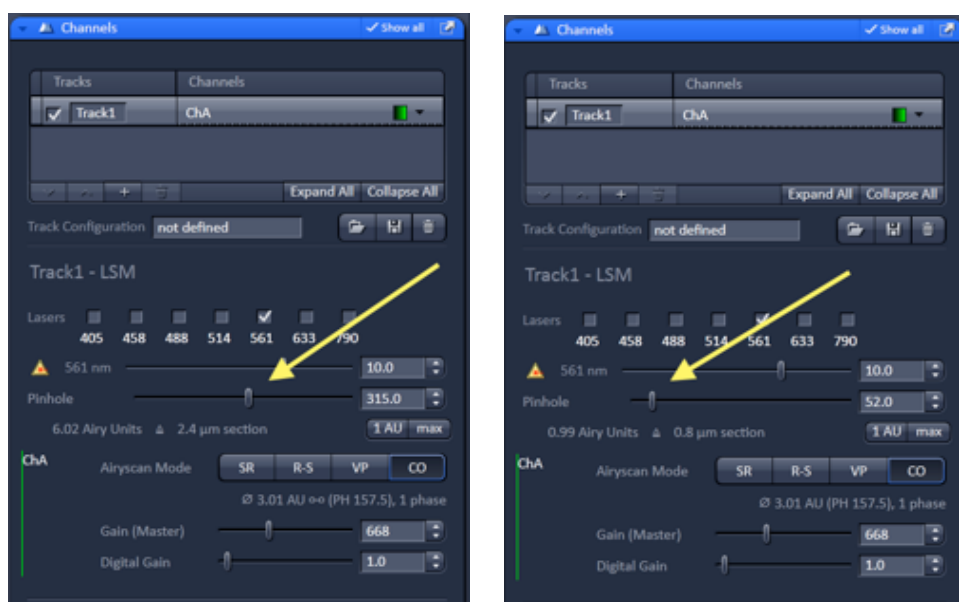 Channels ✓ Show all
Tracks Channels
Track1 ChA
+ Expand All Collapse All
Track Configuration not defined
Track1 - LSM
Lasers
405 458 488 514 561 633 790
561 nm 10.0
Pinhole 315.0
6.02 Airy Units ≙ 2.4 µm section 1 AU max
ChA Airyscan Mode SR R-S VP CO
Ø 3.01 AU (PH 157.5), 1 phase
Gain (Master) 668
Digital Gain 1.0
Channels ✓ Show all
Tracks Channels
Track1 ChA
+ Expand All Collapse All
Track Configuration not defined
Track1 - LSM
Lasers
405 458 488 514 561 633 790
561 nm 10.0
Pinhole 52.0
0.99 Airy Units ≙ 0.8 µm section 1 AU max
ChA Airyscan Mode SR R-S VP CO
Ø 3.01 AU (PH 157.5), 1 phase
Gain (Master) 668
Digital Gain 1.0